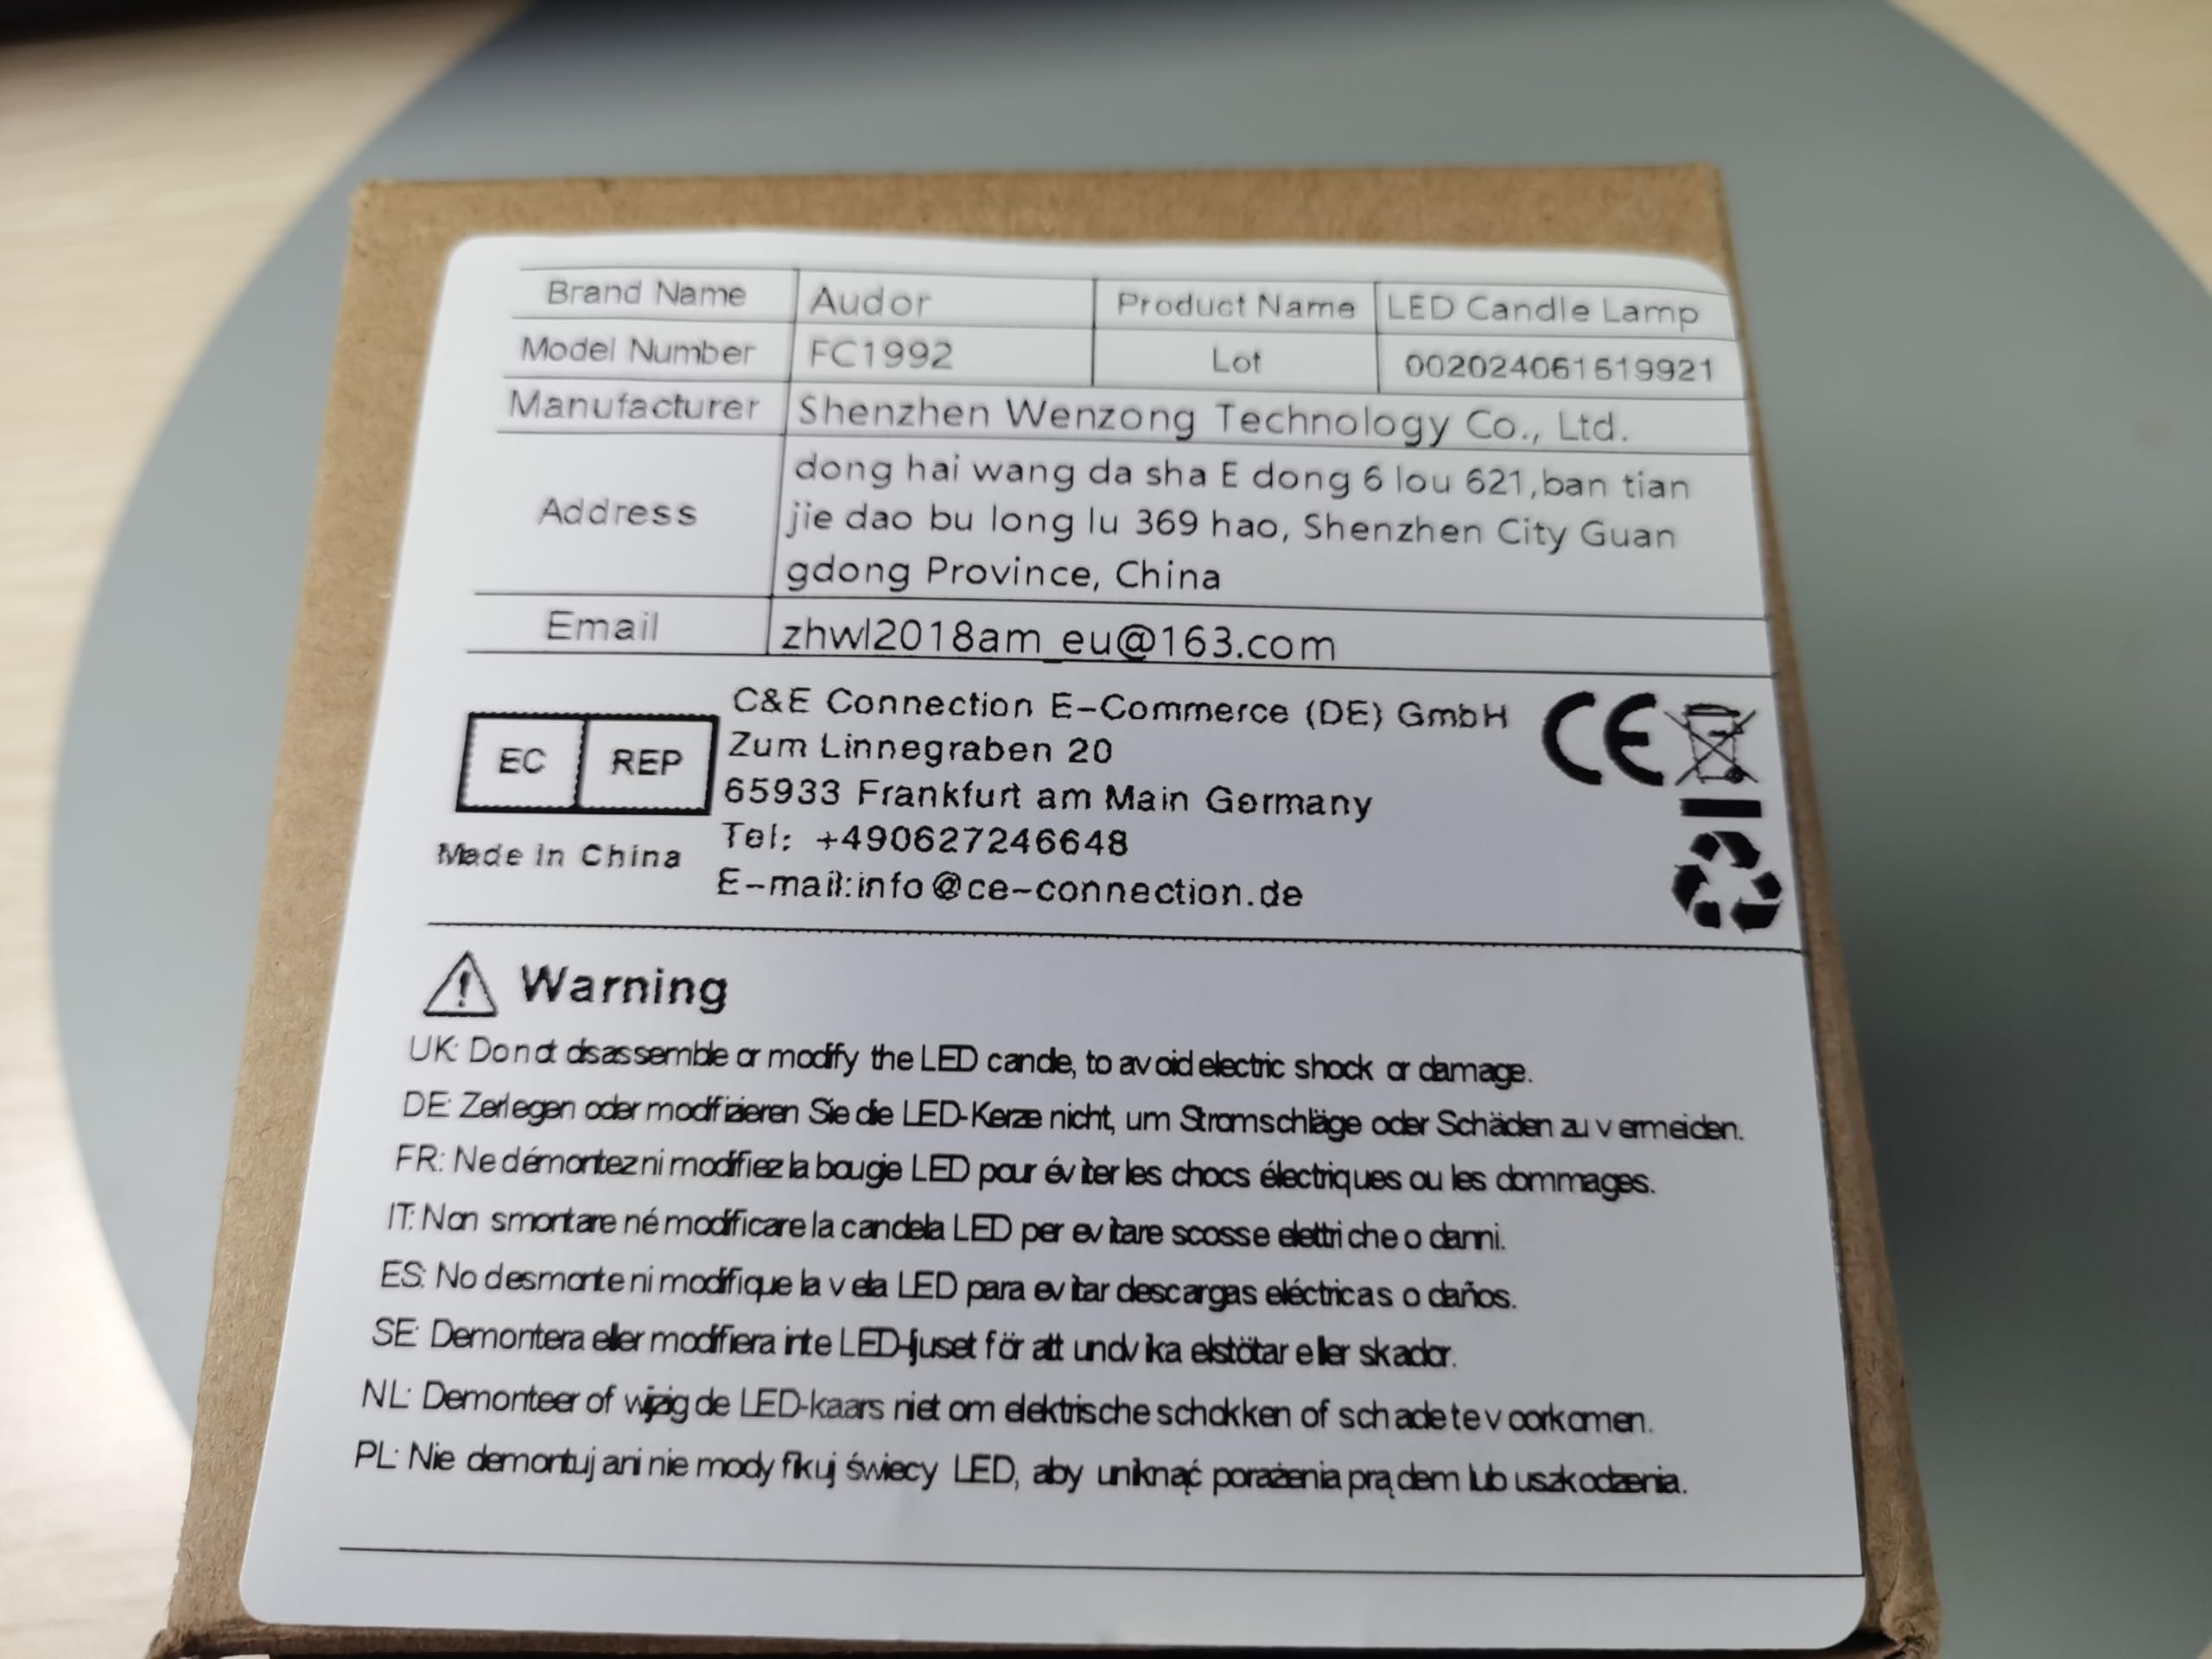 Brand Name Audor Product Name LED Candle Lamp
Model Number FC1992 Lot 002024061619921
Manufacturer Shenzhen Wenzong Technology Co., Ltd.
Address dong hai wang da sha E dong 6 lou 621,ban tian
jie dao bu long lu 369 hao, Shenzhen City Guan
gdong Province, China
Email zhwl2018am_eu@163.com
EC REP
C&E Connection E-Commerce (DE) GmbH
Zum Linnegraben 20
65933 Frankfurt am Main Germany
Tel: +490627246648
E-mail:info@ce-connection.de
Made In China
CE
Warning
UK: Do not disassemble or modify the LED candle, to avoid electric shock or damage.
DE: Zerlegen oder modifizieren Sie die LED-Kerze nicht, um Stromschläge oder Schäden zu vermeiden.
FR: Ne démontez ni modifiez la bougie LED pour éviter les chocs électriques ou les dommages.
IT: Non smontare né modificare la candela LED per evitare scosse elettriche o danni.
ES: No desmonte ni modifique la vela LED para evitar descargas eléctricas o daños.
SE: Demontera eller modifiera inte LED-ljuset för att undvika elstötar eller skador.
NL: Demonteer of wijzig de LED-kaars niet om elektrische schokken of schade te voorkomen.
PL: Nie demontuj ani nie modyfikuj świecy LED, aby uniknąć porażenia prądem lub uszkodzenia.